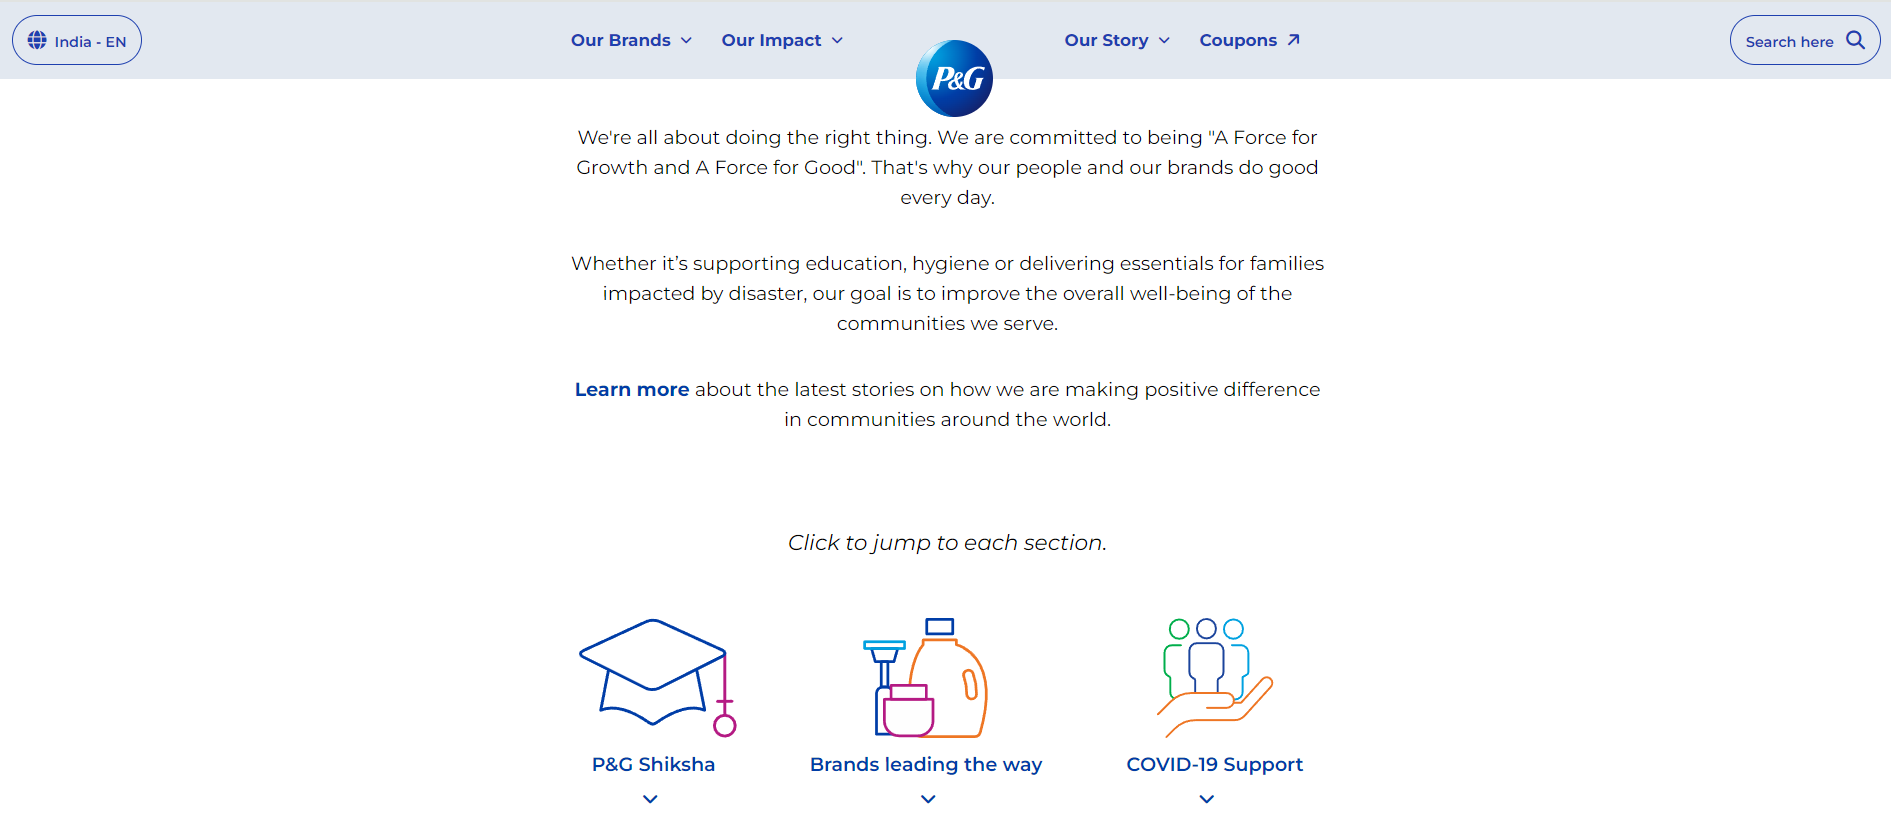 India - EN
Our Brands
Our Impact
P&G
Our Story
Coupons
Search here
We're all about doing the right thing. We are committed to being "A Force for
Growth and A Force for Good". That's why our people and our brands do good
every day.
Whether it’s supporting education, hygiene or delivering essentials for families
impacted by disaster, our goal is to improve the overall well-being of the
communities we serve.
Learn more about the latest stories on how we are making positive difference
in communities around the world.
Click to jump to each section.
P&G Shiksha
Brands leading the way
COVID-19 Support